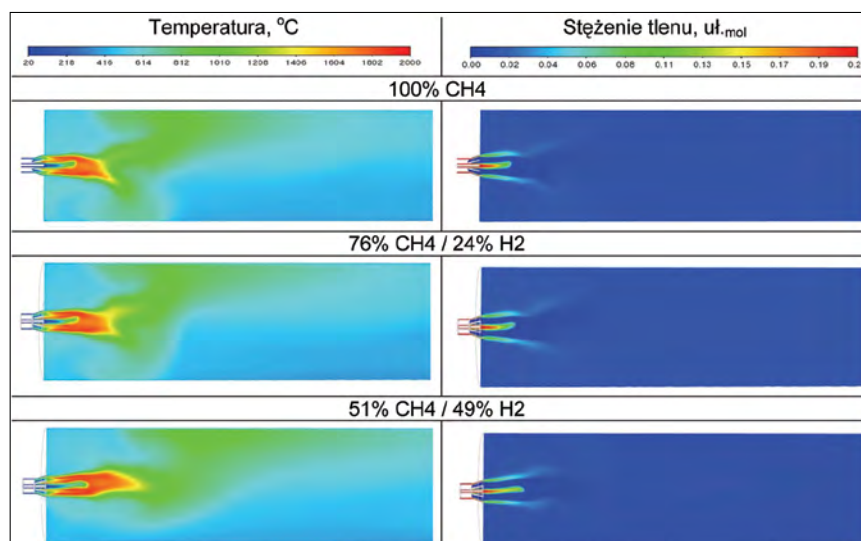 Temperatura, °C
Stężenie tlenu, uł.mol
20 218 416 614 812 1010 1208 1406 1604 1802 2000
0.00 0.02 0.04 0.06 0.08 0.11 0.13 0.15 0.17 0.19 0.2
100% CH4
76% CH4 / 24% H2
51% CH4 / 49% H2